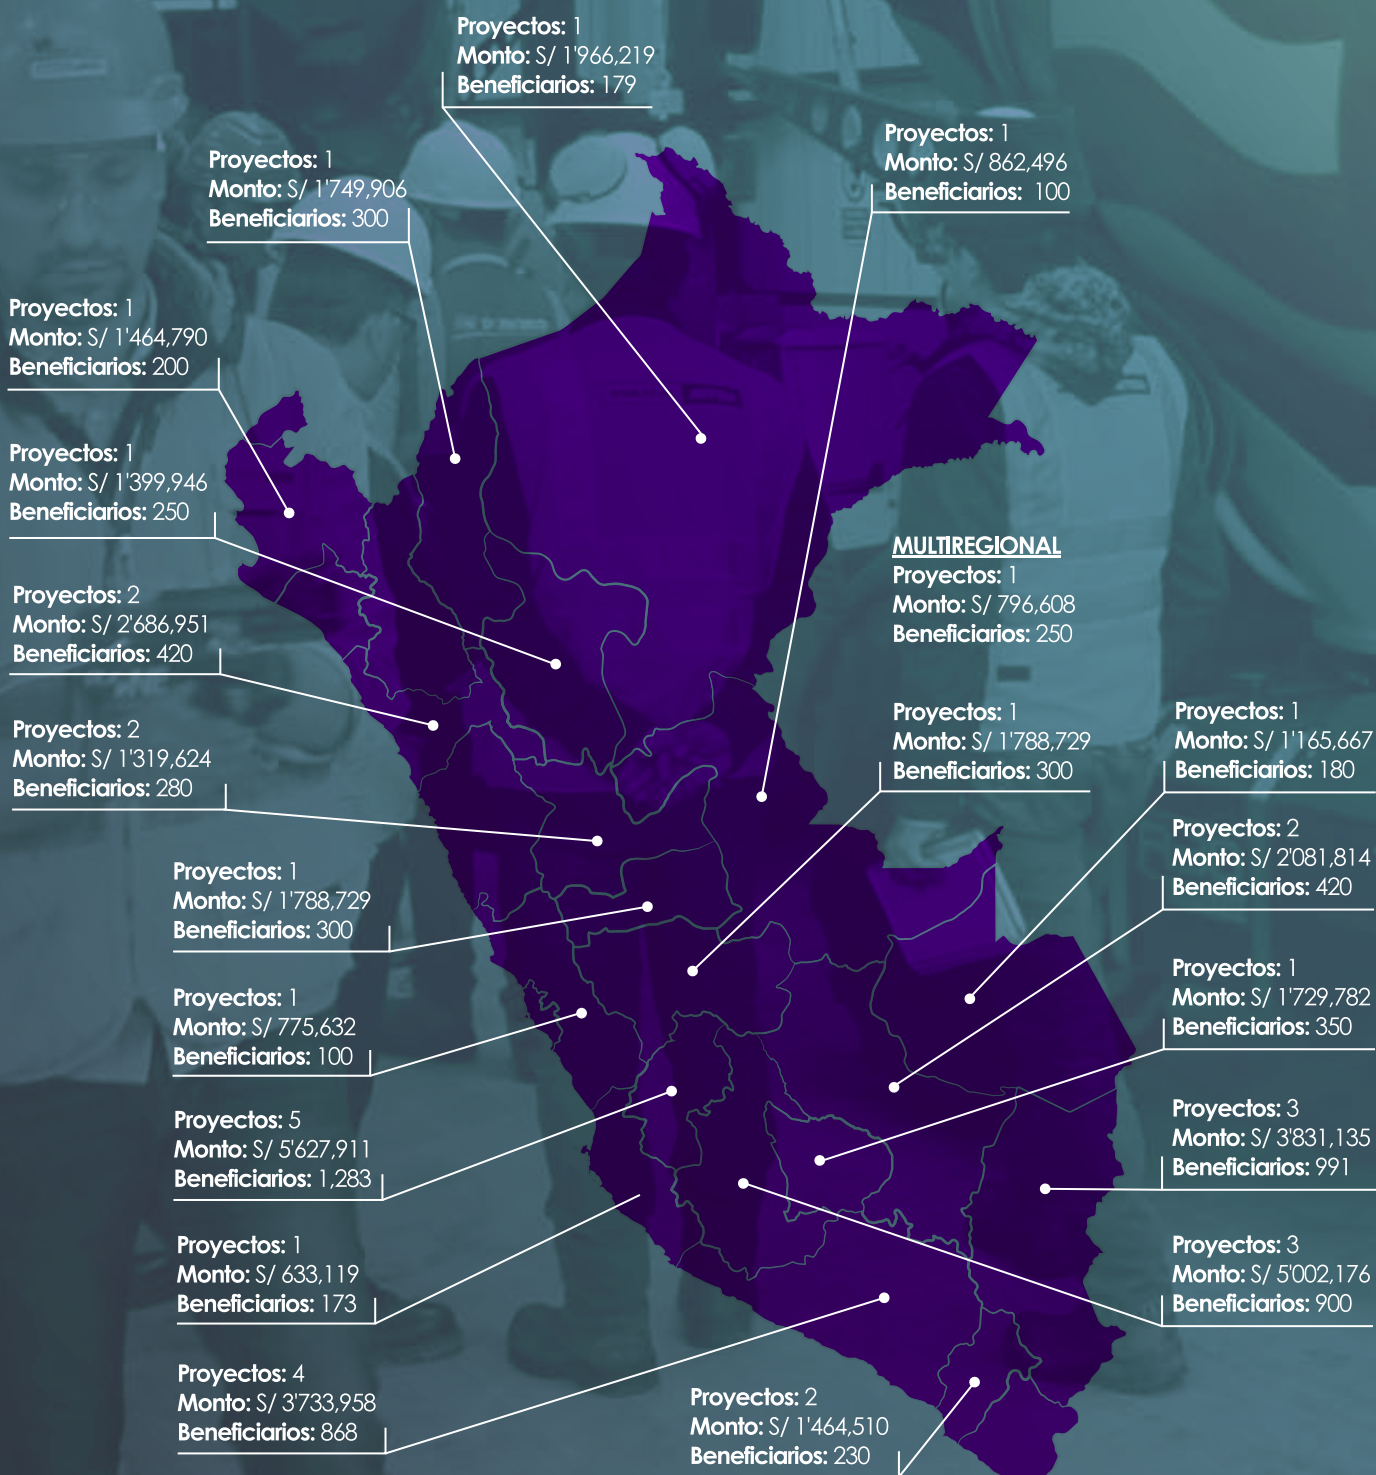 Proyectos: 1
Monto: S/ 1'966,219
Beneficiarios: 179
Proyectos: 1
Monto: S/ 862,496
Beneficiarios: 100
Proyectos: 1
Monto: S/ 1'749,906
Beneficiarios: 300
Proyectos: 1
Monto: S/ 1'464,790
Beneficiarios: 200
Proyectos: 1
Monto: S/ 1'399,946
Beneficiarios: 250
MULTIREGIONAL
Proyectos: 1
Monto: S/ 796,608
Beneficiarios: 250
Proyectos: 2
Monto: S/ 2'686,951
Beneficiarios: 420
Proyectos: 1
Monto: S/ 1'788,729
Beneficiarios: 300
Proyectos: 1
Monto: S/ 1'165,667
Beneficiarios: 180
Proyectos: 2
Monto: S/ 1'319,624
Beneficiarios: 280
Proyectos: 2
Monto: S/ 2'081,814
Beneficiarios: 420
Proyectos: 1
Monto: S/ 1'788,729
Beneficiarios: 300
Proyectos: 1
Monto: S/ 1'729,782
Beneficiarios: 350
Proyectos: 1
Monto: S/ 775,632
Beneficiarios: 100
Proyectos: 3
Monto: S/ 3'831,135
Beneficiarios: 991
Proyectos: 5
Monto: S/ 5'627,911
Beneficiarios: 1,283
Proyectos: 1
Monto: S/ 633,119
Beneficiarios: 173
Proyectos: 3
Monto: S/ 5'002,176
Beneficiarios: 900
Proyectos: 4
Monto: S/ 3'733,958
Beneficiarios: 868
Proyectos: 2
Monto: S/ 1'464,510
Beneficiarios: 230